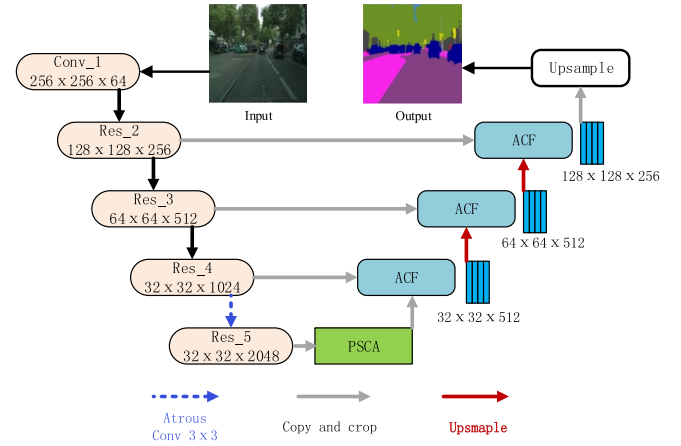 Conv_1
256 x 256 x 64
Input
Output
Upsample
Res_2
128 x 128 x 256
ACF
128 x 128 x 256
Res_3
64 x 64 x 512
ACF
64 x 64 x 512
Res_4
32 x 32 x 1024
ACF
32 x 32 x 512
Res_5
32 x 32 x 2048
PSCA
Atrous
Conv 3 x 3
Copy and crop
Upsmaple